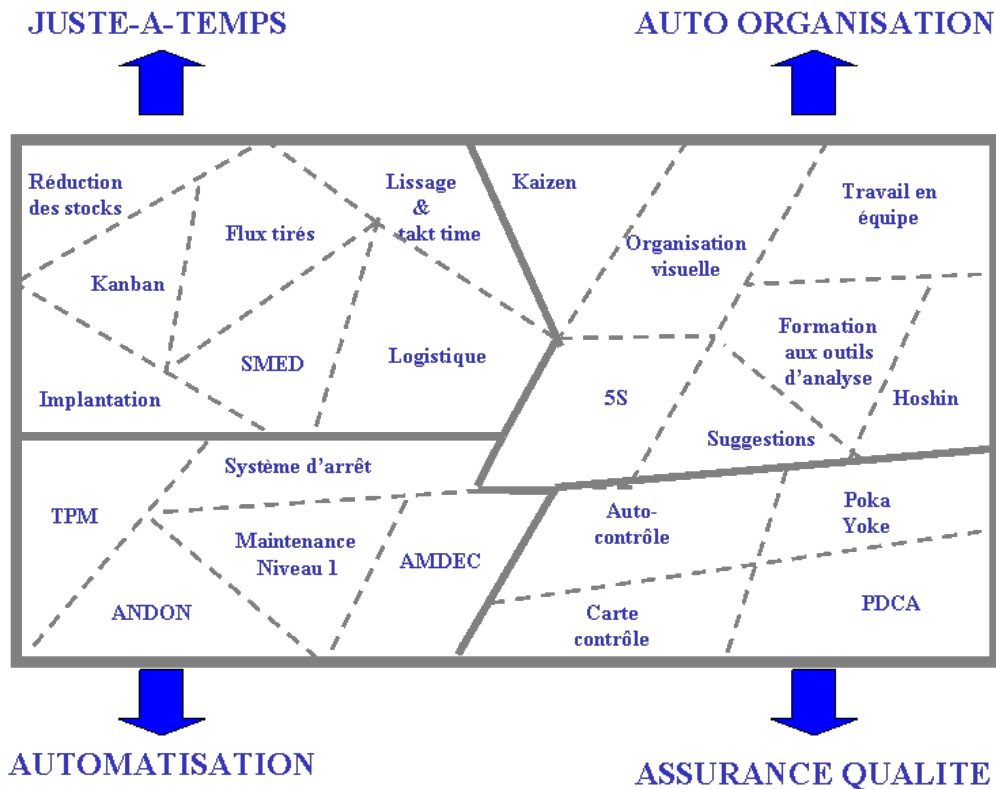 JUSTE-A-TEMPS
AUTO ORGANISATION
Réduction
des stocks
Flux tirés
Lissage
&
takt time
Kanban
SMED
Logistique
Implantation
Kaizen
Organisation
visuelle
Travail en
équipe
Formation
aux outils
d'analyse
5S
Suggestions
Hoshin
Système d'arrêt
TPM
Maintenance
Niveau 1
AMDEC
ANDON
Auto-
contrôle
Poka
Yoke
Carte
contrôle
PDCA
AUTOMATISATION
ASSURANCE QUALITE